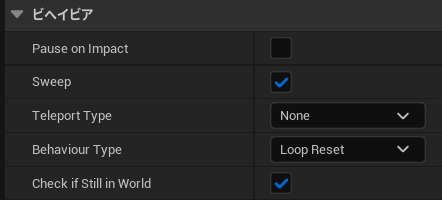 ビヘイビア
Pause on Impact
Sweep
Teleport Type None
Behaviour Type Loop Reset
Check if Still in World